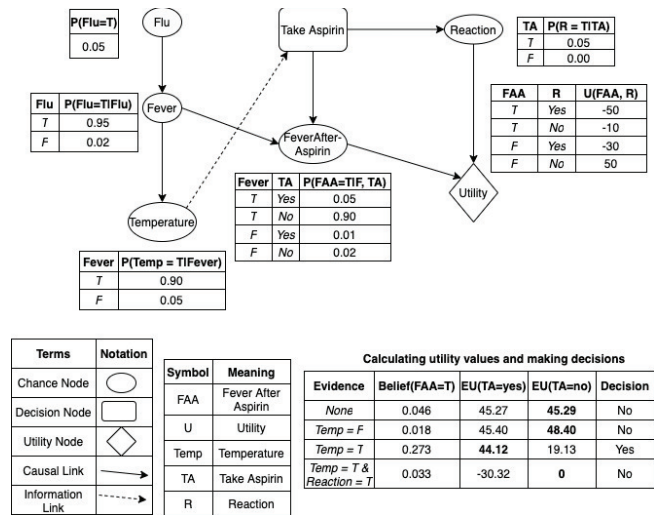 P(Flu=T)
0.05
Flu
Take Aspirin
Reaction
TA P(R = T|TA)
T 0.05
F 0.00
Flu P(Flu=T|Flu)
T 0.95
F 0.02
Fever
FeverAfter-
Aspirin
FAA R U(FAA, R)
T Yes -50
T No -10
F Yes -30
F No 50
Utility
Temperature
Fever TA P(FAA=T|F, TA)
T Yes 0.05
T No 0.90
F Yes 0.01
F No 0.02
Fever P(Temp = T|Fever)
T 0.90
F 0.05
Terms Notation
Chance Node
Decision Node
Utility Node
Causal Link
Information
Link
Symbol Meaning
FAA Fever After
Aspirin
U Utility
Temp Temperature
TA Take Aspirin
R Reaction
Calculating utility values and making decisions
Evidence Belief(FAA=T) EU(TA=yes) EU(TA=no) Decision
None 0.046 45.27 45.29 No
Temp = F 0.018 45.40 48.40 No
Temp = T 0.273 44.12 19.13 Yes
Temp = T &
Reaction = T 0.033 -30.32 0 No